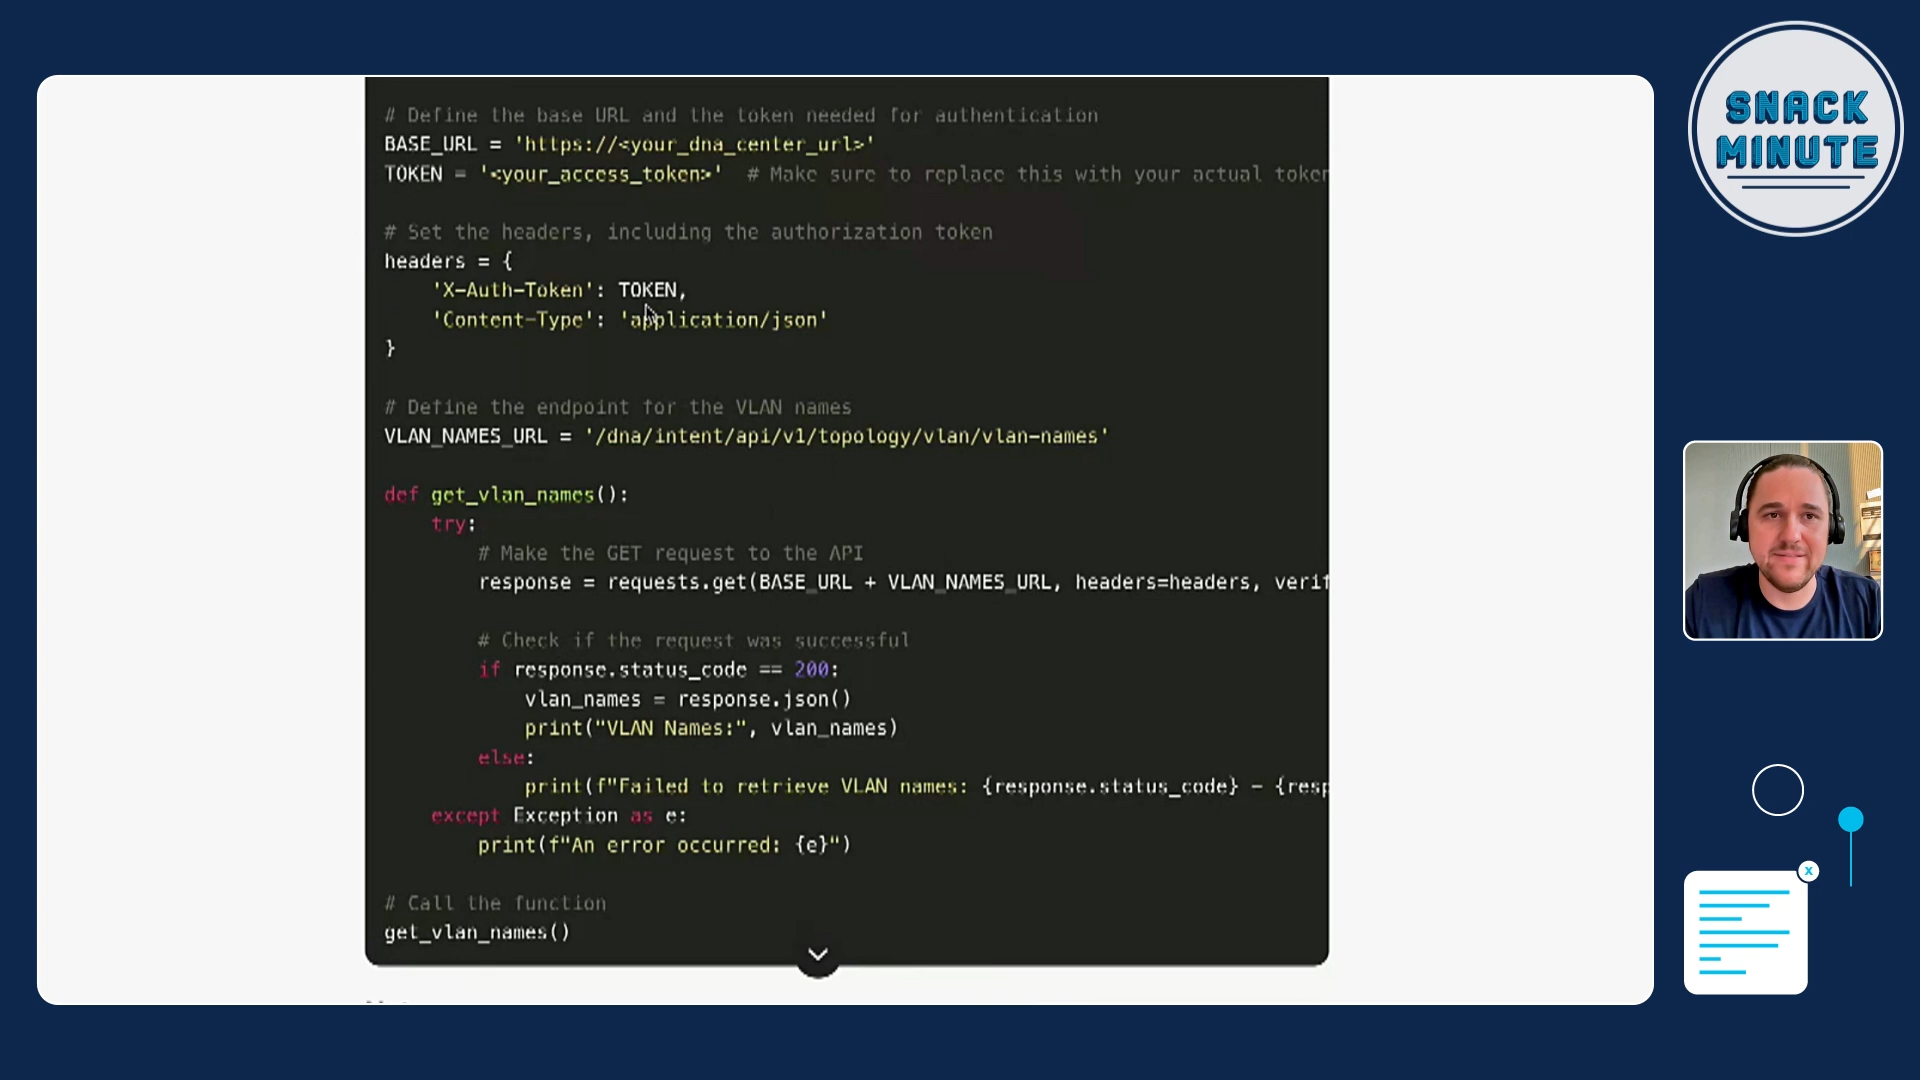 # Define the base URL and the token needed for authentication
BASE_URL = 'https://<your_dna_center_url>'
TOKEN = '<your_access_token>'  # Make sure to replace this with your actual token
# Set the headers, including the authorization token
headers = {
    'X-Auth-Token': TOKEN,
    'Content-Type': 'application/json'
}
# Define the endpoint for the VLAN names
VLAN_NAMES_URL = '/dna/intent/api/v1/topology/vlan/vlan-names'
def get_vlan_names():
    try:
        # Make the GET request to the API
        response = requests.get(BASE_URL + VLAN_NAMES_URL, headers=headers, verif
        # Check if the request was successful
        if response.status_code == 200:
            vlan_names = response.json()
            print("VLAN Names:", vlan_names)
        else:
            print(f"Failed to retrieve VLAN names: {response.status_code} - {resp
    except Exception as e:
        print(f"An error occurred: {e}")
# Call the function
get_vlan_names()
SNACK
MINUTE
X